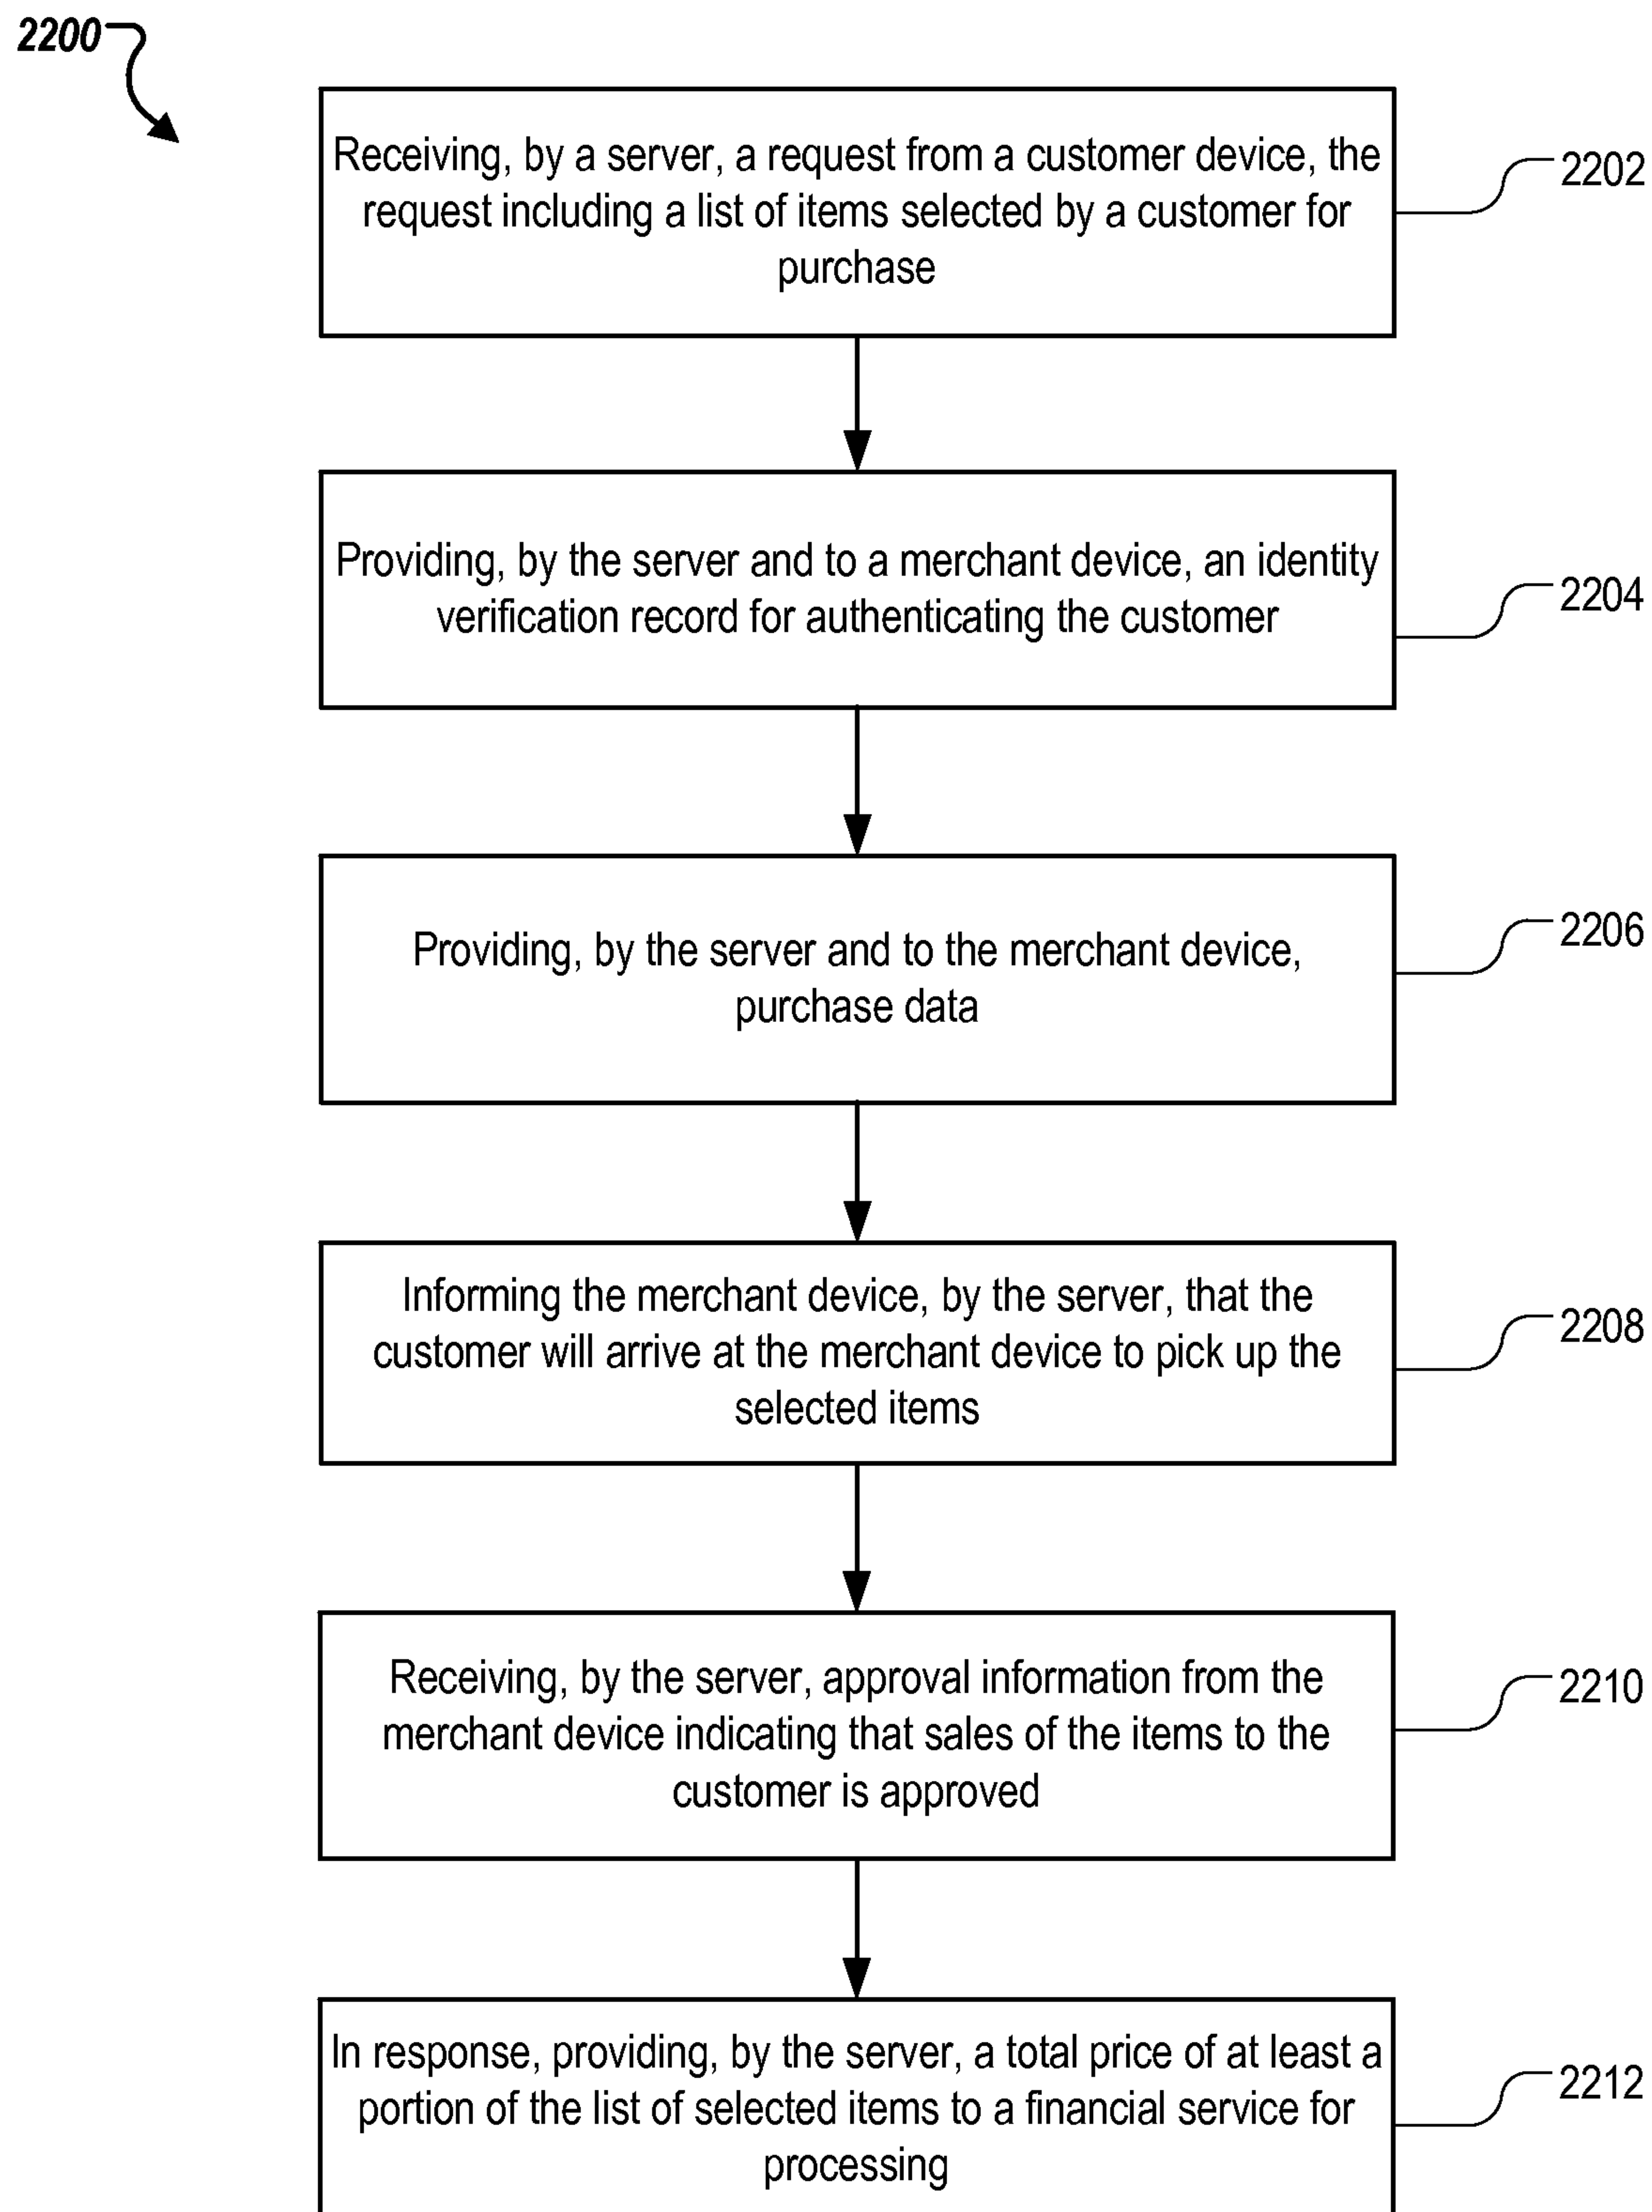 2200
Receiving, by a server, a request from a customer device, the
request including a list of items selected by a customer for
purchase
2202
Providing, by the server and to a merchant device, an identity
verification record for authenticating the customer
2204
Providing, by the server and to the merchant device,
purchase data
2206
Informing the merchant device, by the server, that the
customer will arrive at the merchant device to pick up the
selected items
2208
Receiving, by the server, approval information from the
merchant device indicating that sales of the items to the
customer is approved
2210
In response, providing, by the server, a total price of at least a
portion of the list of selected items to a financial service for
processing
2212